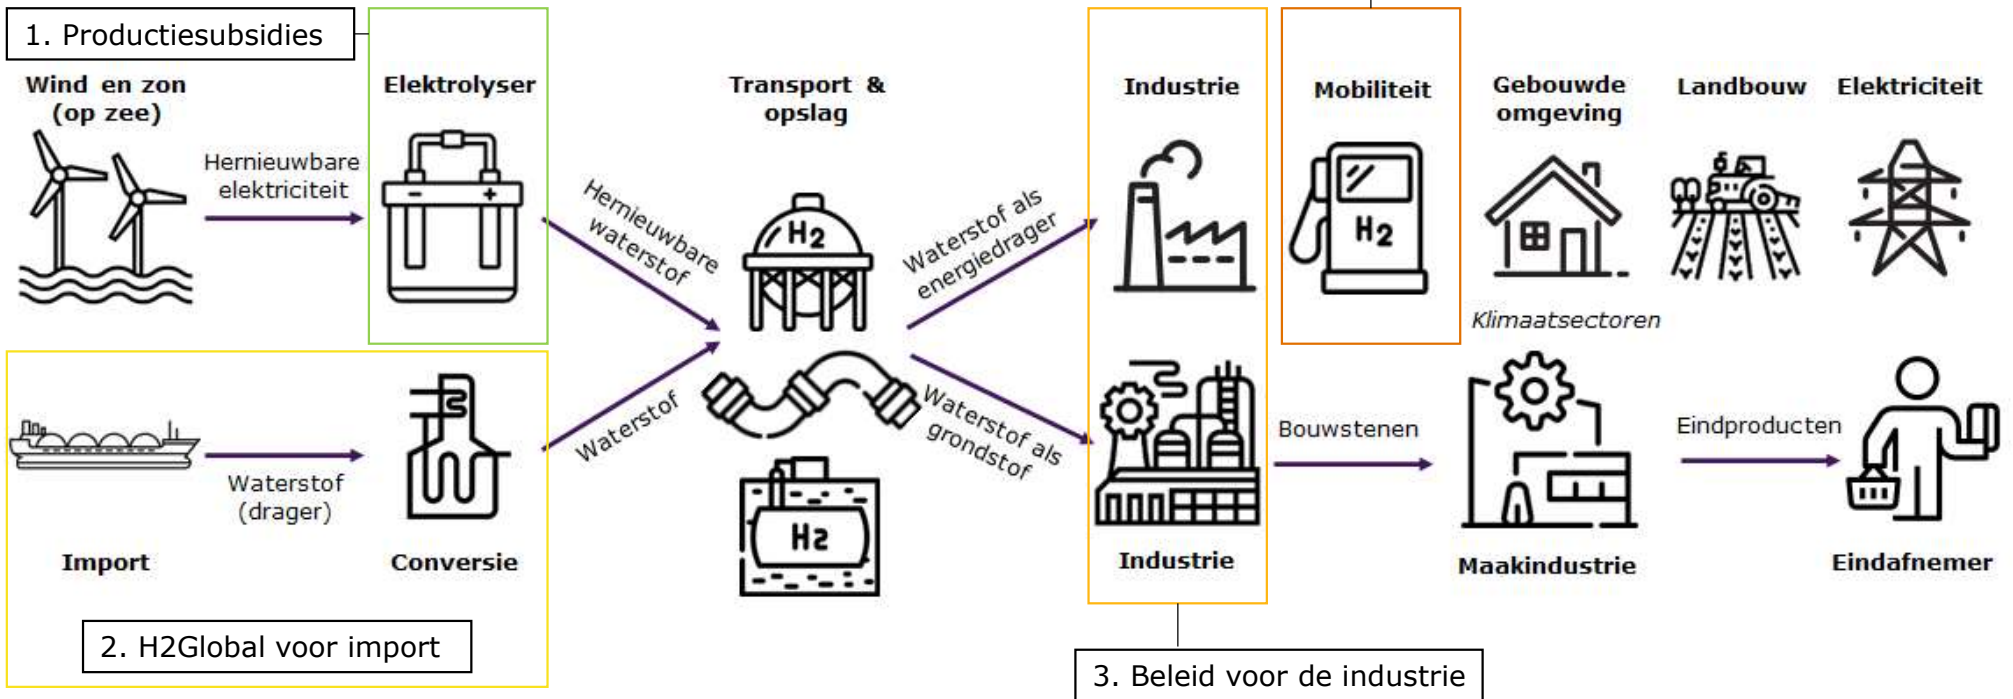 1. Productiesubsidies
Wind en zon
(op zee)
Hernieuwbare
elektriciteit
Elektrolyser
- +
Hernieuwbare
waterstof
Transport &
opslag
H2
Waterstof als
energiedrager
Industrie
Mobiliteit
H2
Gebouwde
omgeving
Landbouw
Elektriciteit
Klimaatsectoren
Import
Waterstof
(drager)
Conversie
Waterstof
H2
Waterstof als
grondstof
Industrie
Bouwstenen
Maakindustrie
Eindproducten
Eindafnemer
2. H2Global voor import
3. Beleid voor de industrie